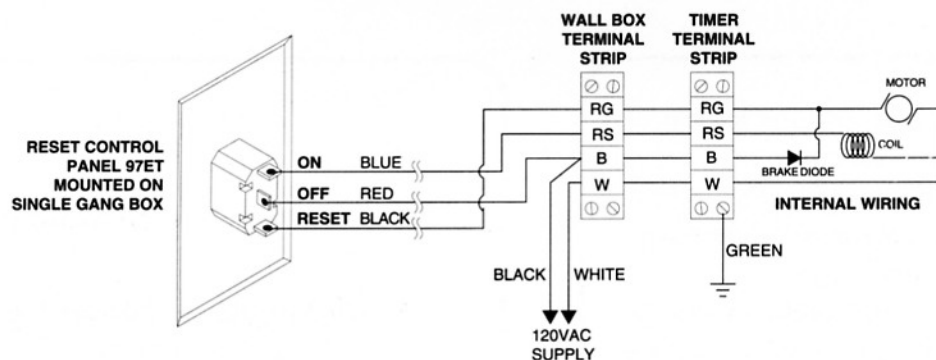 RESET CONTROL
PANEL 97ET
MOUNTED ON
SINGLE GANG BOX
ON
BLUE
OFF
RED
RESET
BLACK
WALL BOX
TERMINAL
STRIP
TIMER
TERMINAL
STRIP
RG
RG
RS
RS
B
B
W
W
MOTOR
COIL
BRAKE DIODE
INTERNAL WIRING
GREEN
BLACK
WHITE
120VAC
SUPPLY